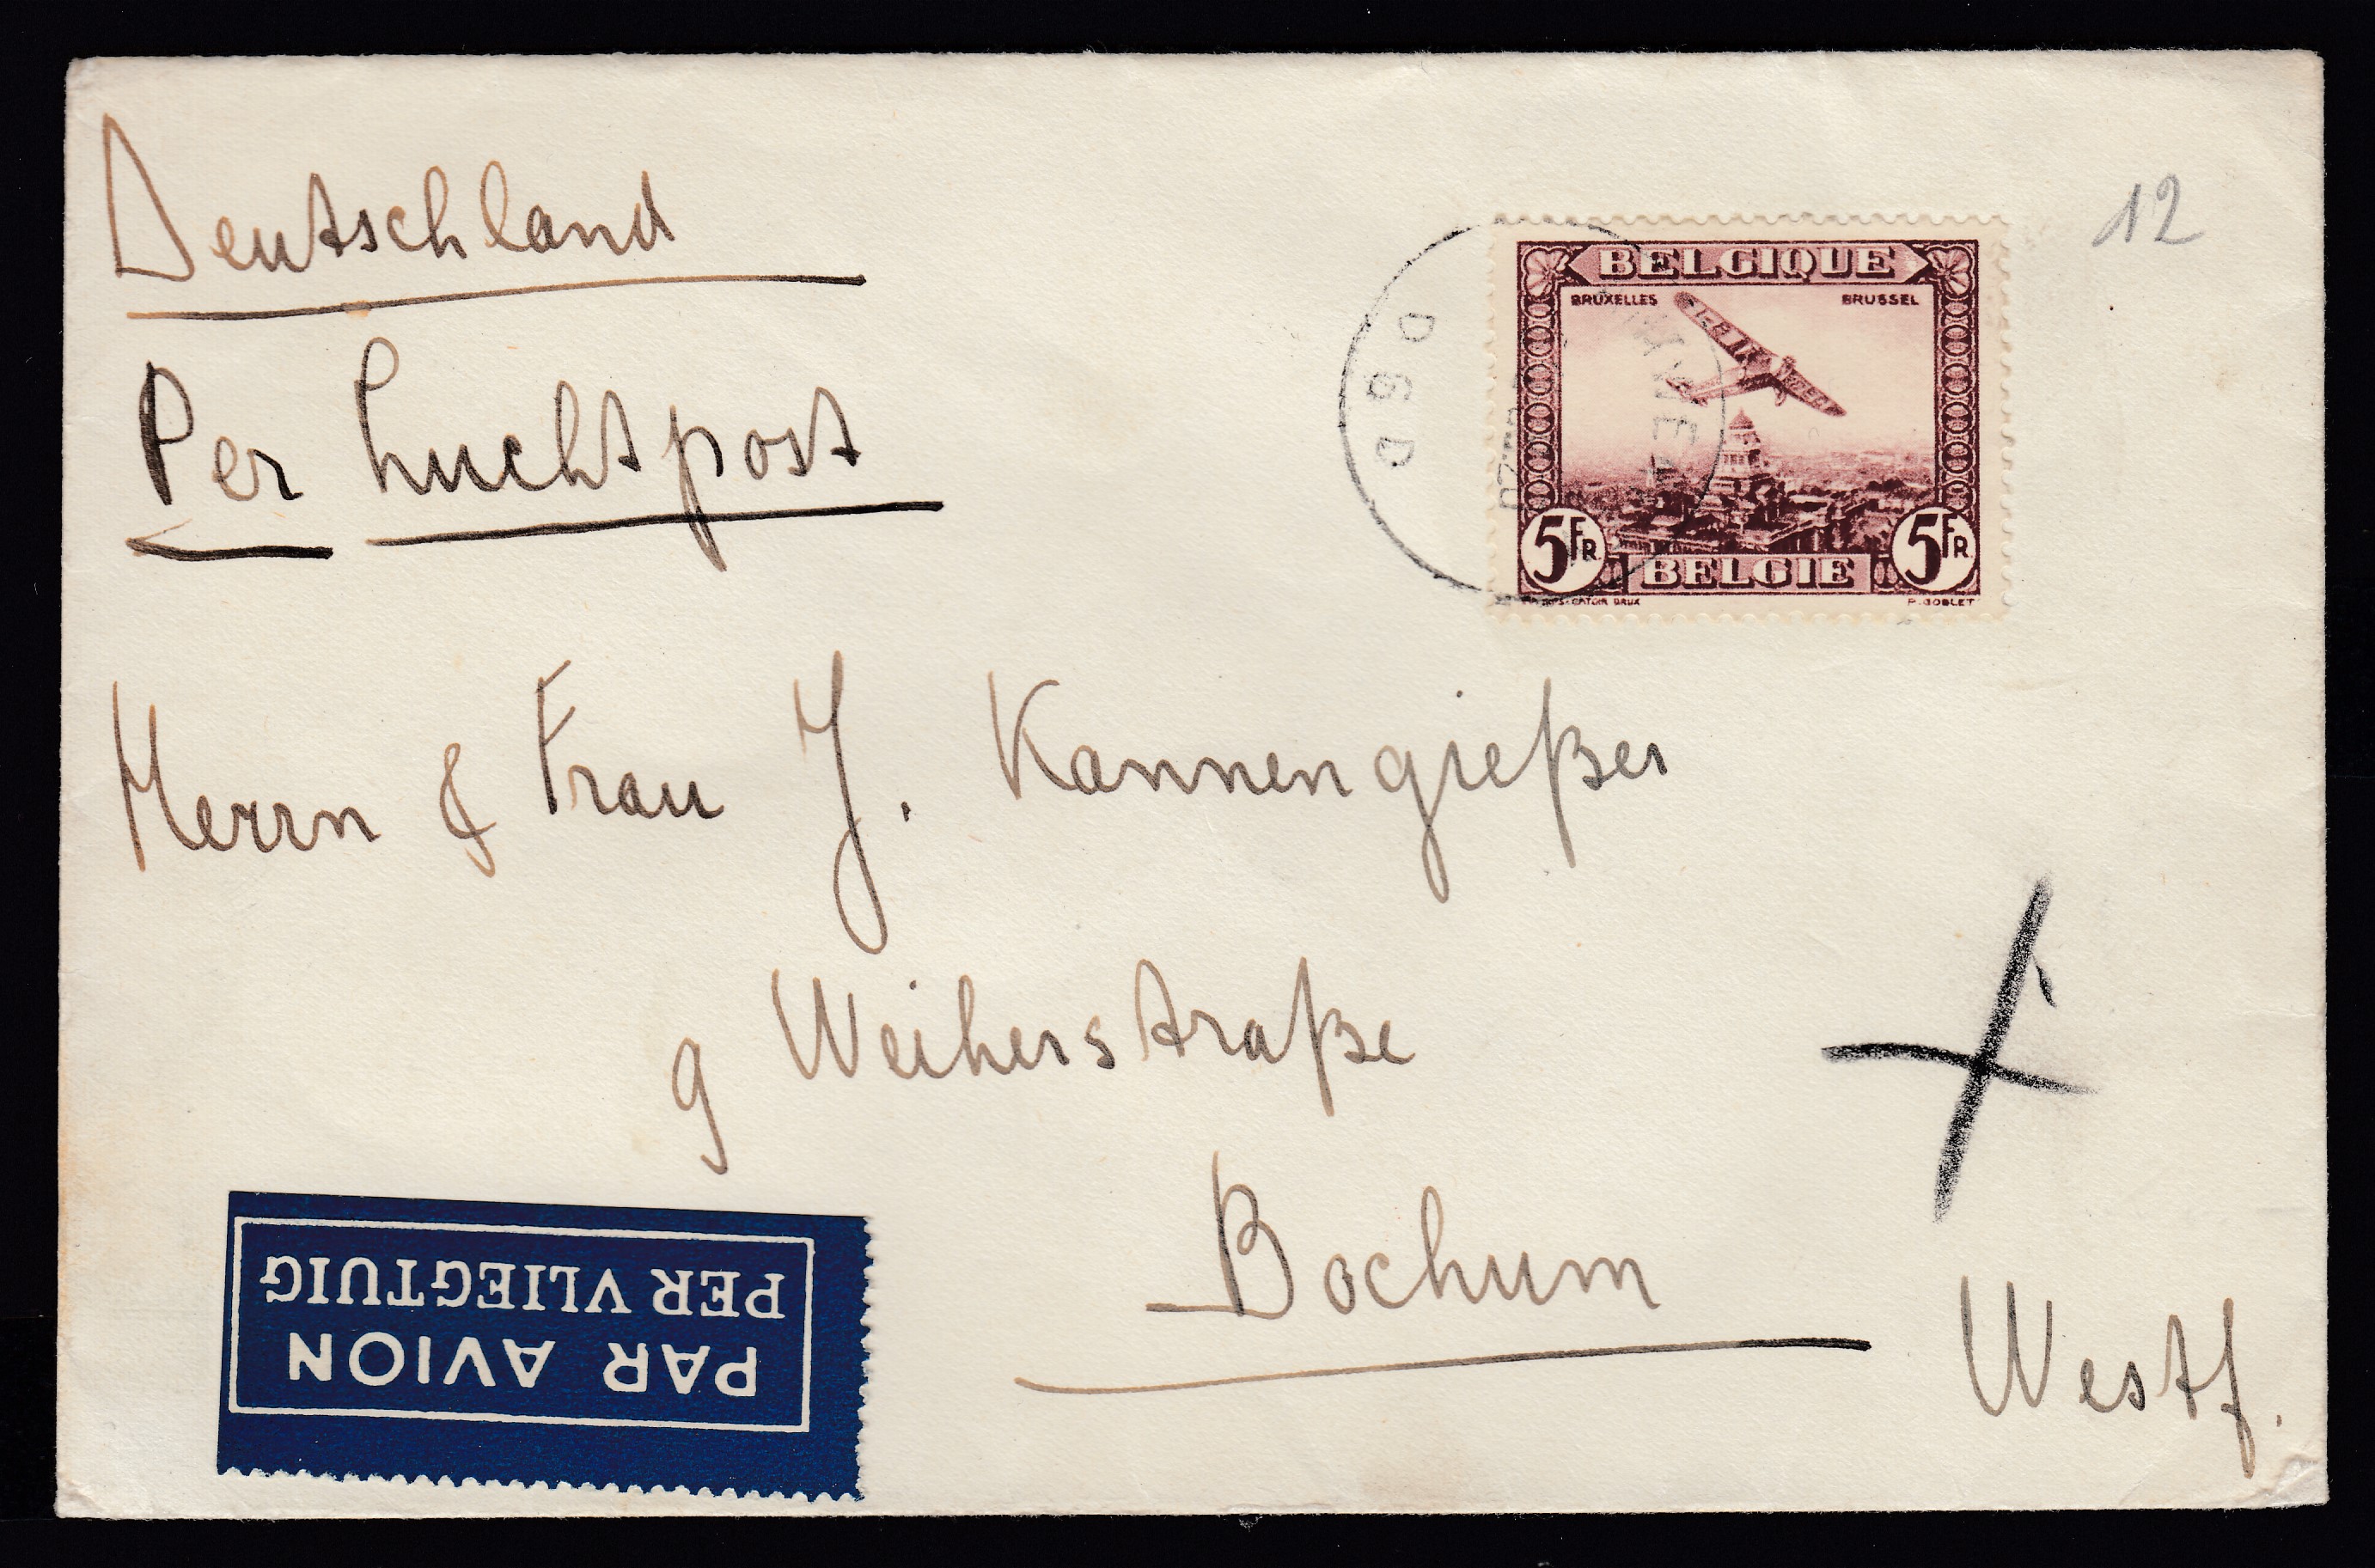 Deutschland
Per Luchtpost
12
BELGIQUE
BRUXELLES BRUSSEL
5FR 5FR
BELGIE
P. GOBLET
Herrn & Frau J. Kannengießer
9 Weiherstraße
Bochum
Westf.
PAR AVION
PER VLIEGTUIG